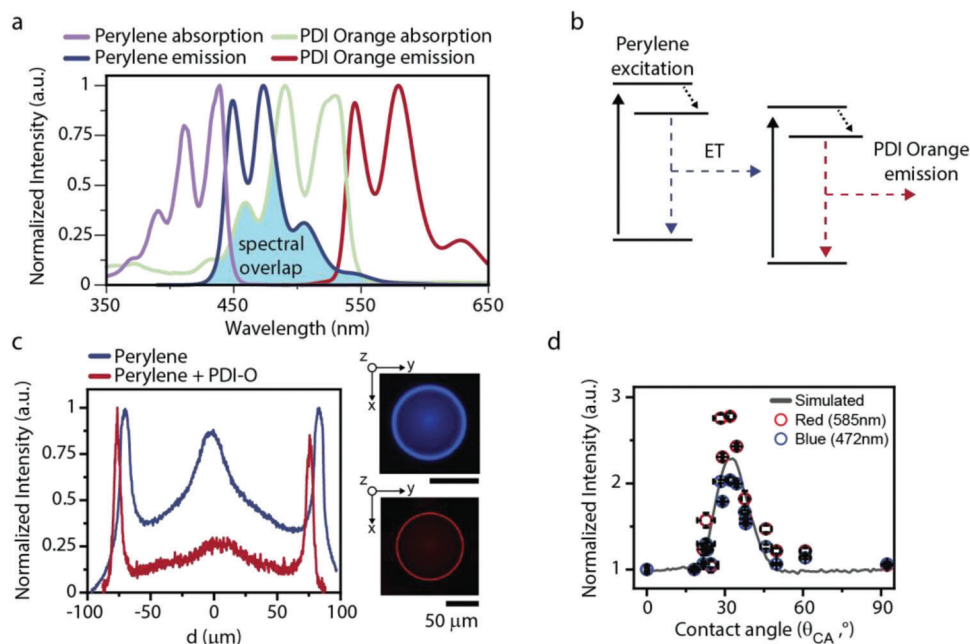 a
Perylene absorption
PDI Orange absorption
Perylene emission
PDI Orange emission
Normalized Intensity (a.u.)
1
0.75
0.5
0.25
0
spectral
overlap
350
450
550
650
Wavelength (nm)
b
Perylene
excitation
ET
PDI Orange
emission
c
Perylene
Perylene + PDI-O
Normalized Intensity (a.u.)
1
0.75
0.5
0.25
0
-100
-50
0
50
100
d (μm)
z
y
x
z
y
x
50 μm
d
Normalized Intensity (a.u.)
3
2
1
Simulated
Red (585nm)
Blue (472nm)
0
30
60
90
Contact angle (θCA ,°)